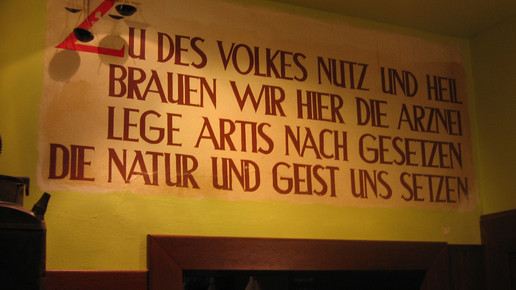 ZU DES VOLKES NUTZ UND HEIL
BRAUEN WIR HIER DIE ARZNEI
LEGE ARTIS NACH GESETZEN
DIE NATUR UND GEIST UNS SETZEN